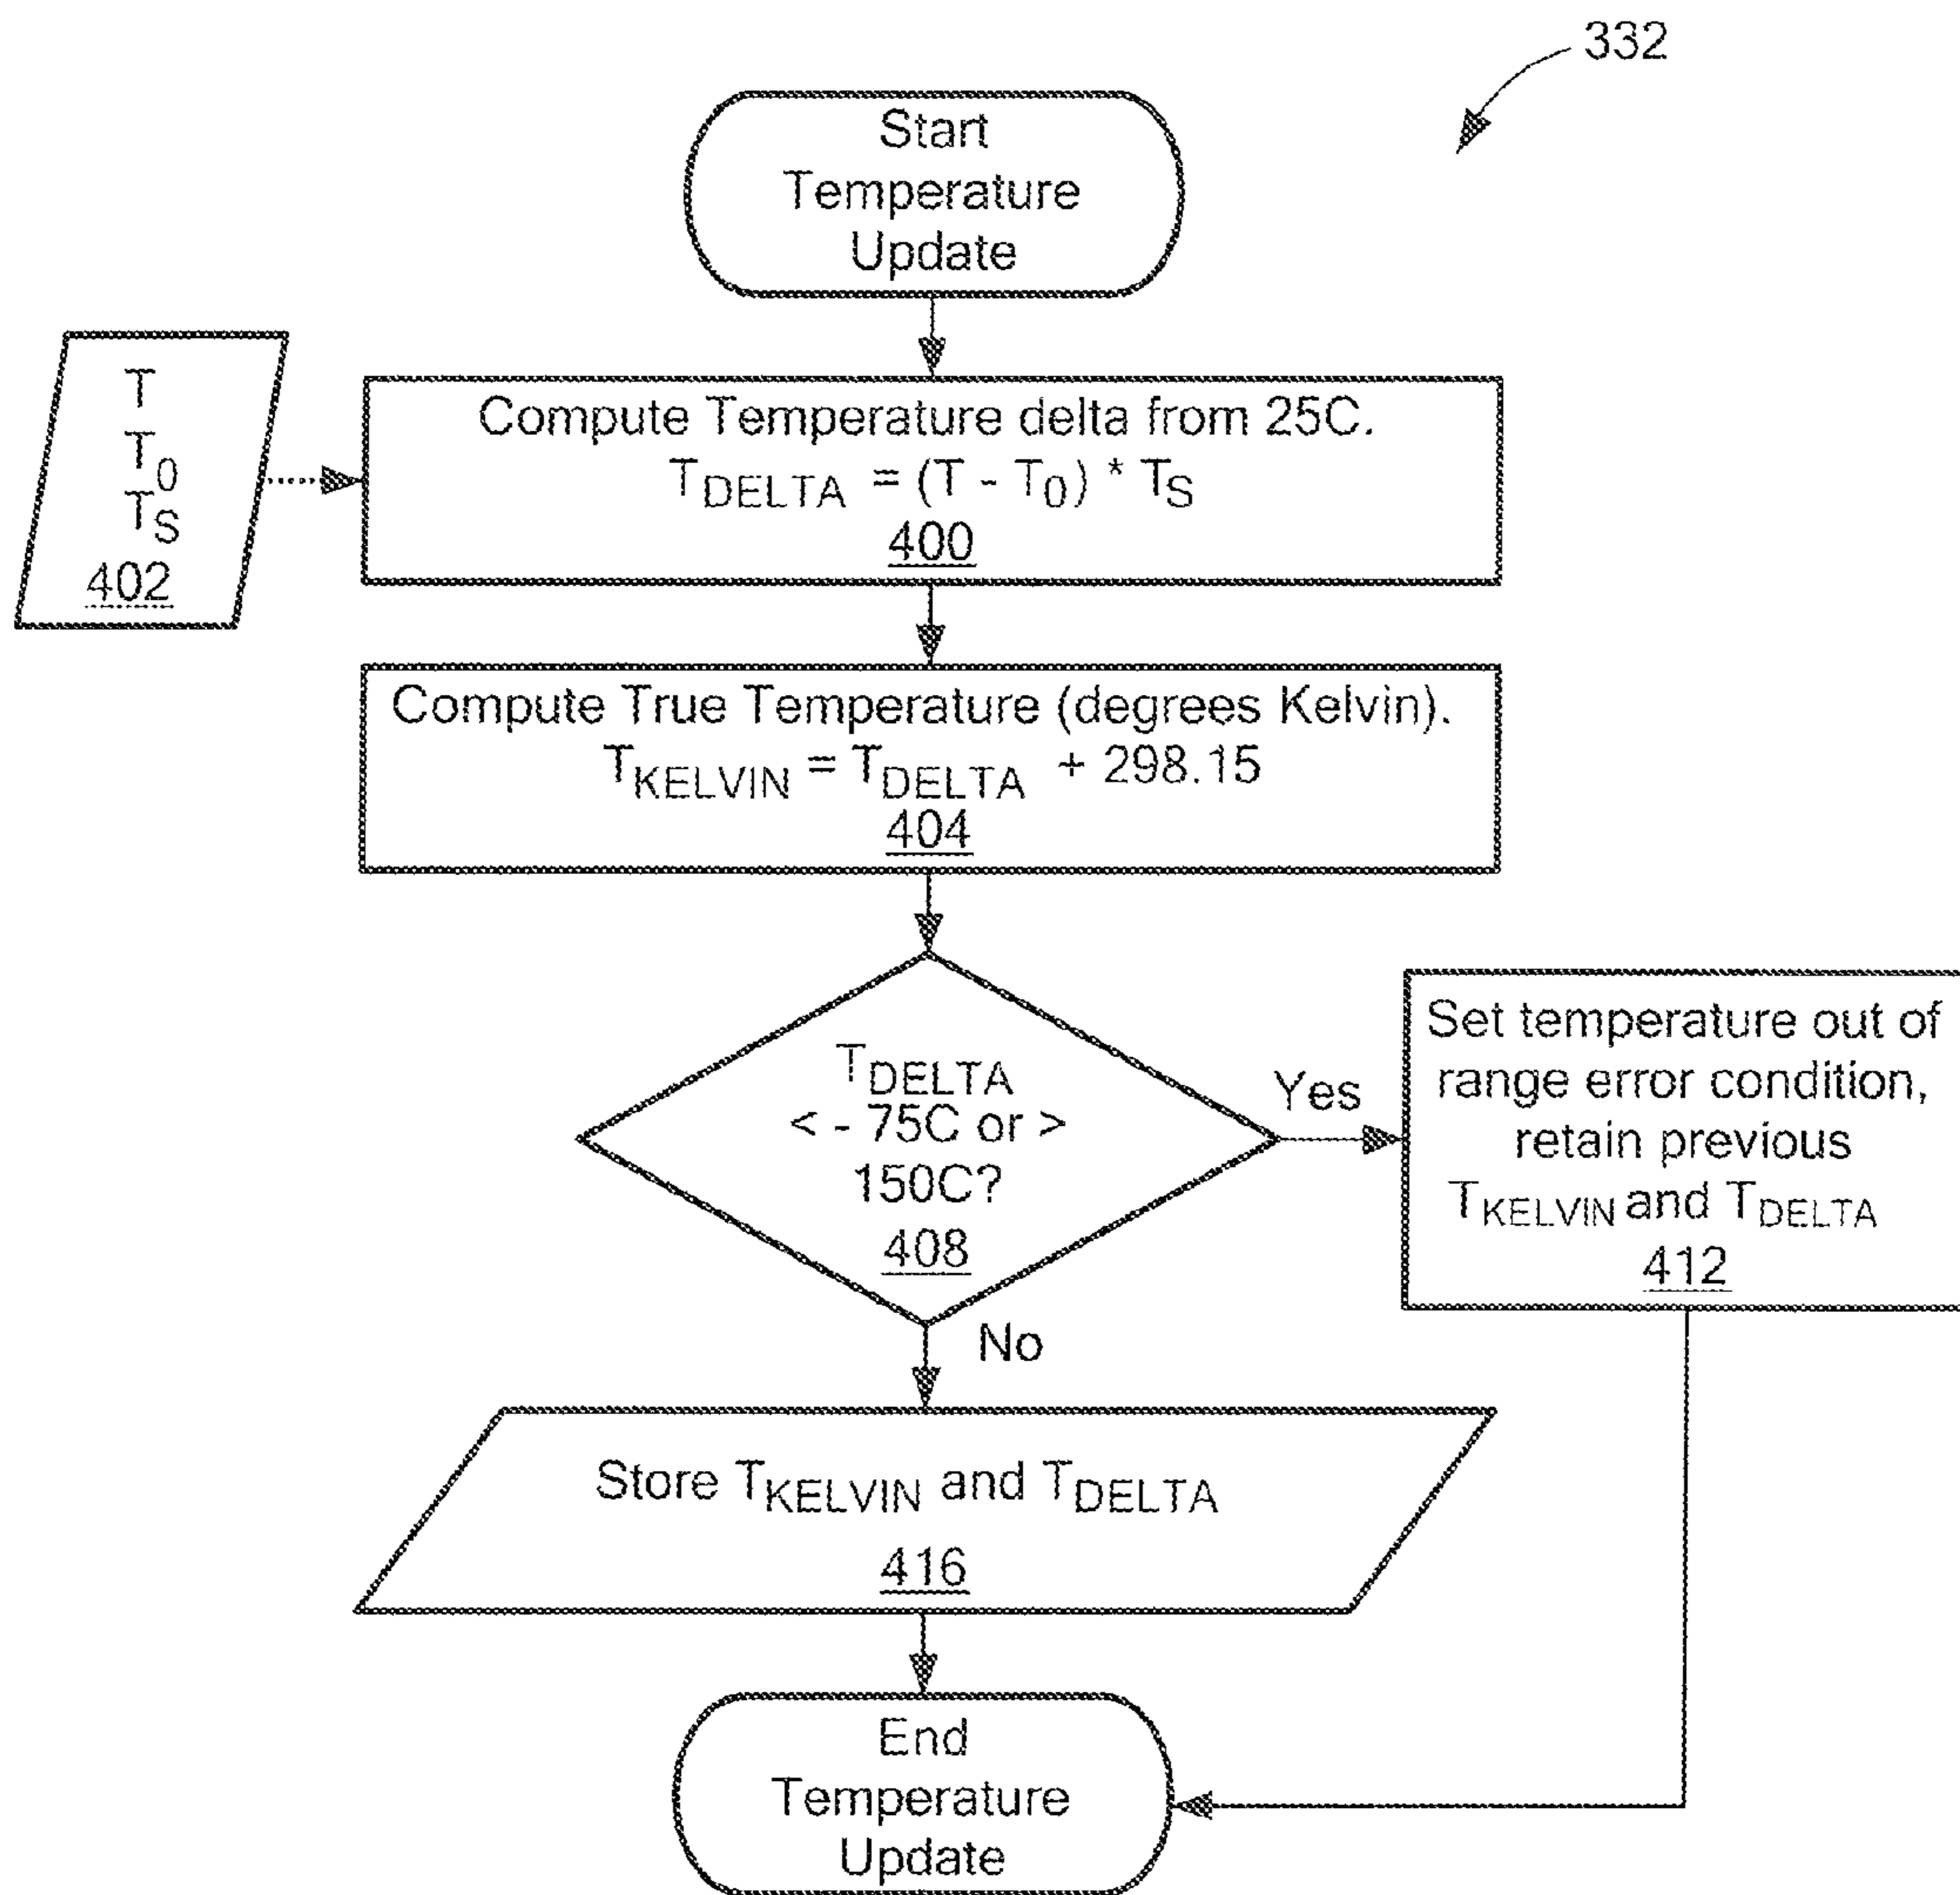 332
Start
Temperature
Update
T
T0
TS
402
Compute Temperature delta from 25C.
TDELTA = (T - T0) * TS
400
Compute True Temperature (degrees Kelvin).
TKELVIN = TDELTA + 298.15
404
TDELTA
< - 75C or >
150C?
408
Yes
Set temperature out of
range error condition,
retain previous
TKELVIN and TDELTA
412
No
Store TKELVIN and TDELTA
416
End
Temperature
Update